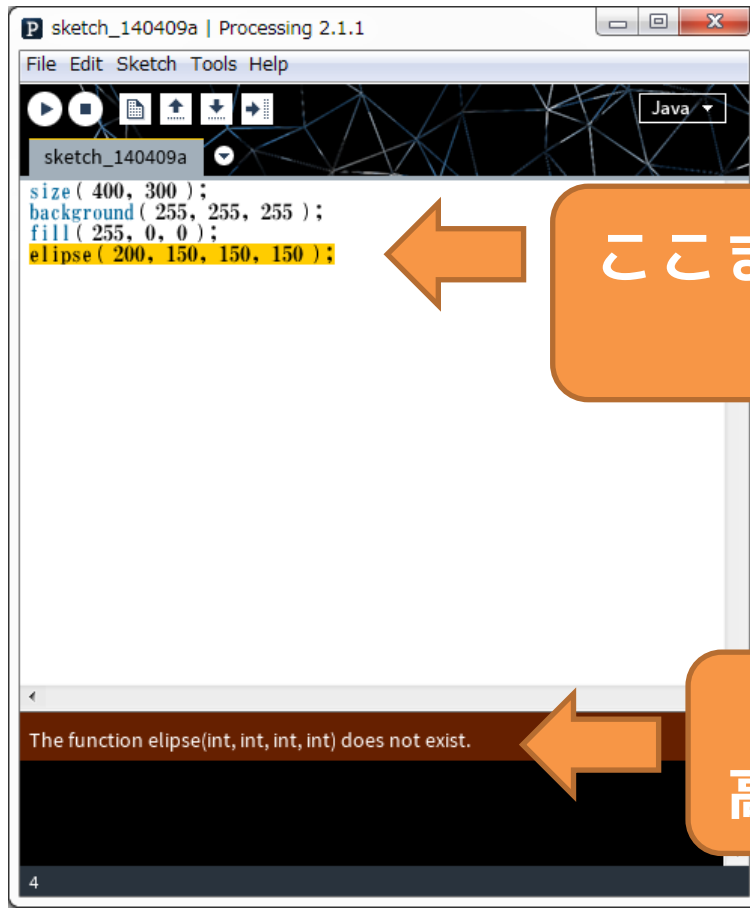 sketch_140409a | Processing 2.1.1
File Edit Sketch Tools Help
Java
sketch_140409a
size( 400, 300 );
background( 255, 255, 255 );
fill( 255, 0, 0 );
elipse( 200, 150, 150, 150 );
ここ
The function elipse(int, int, int, int) does not exist.
4